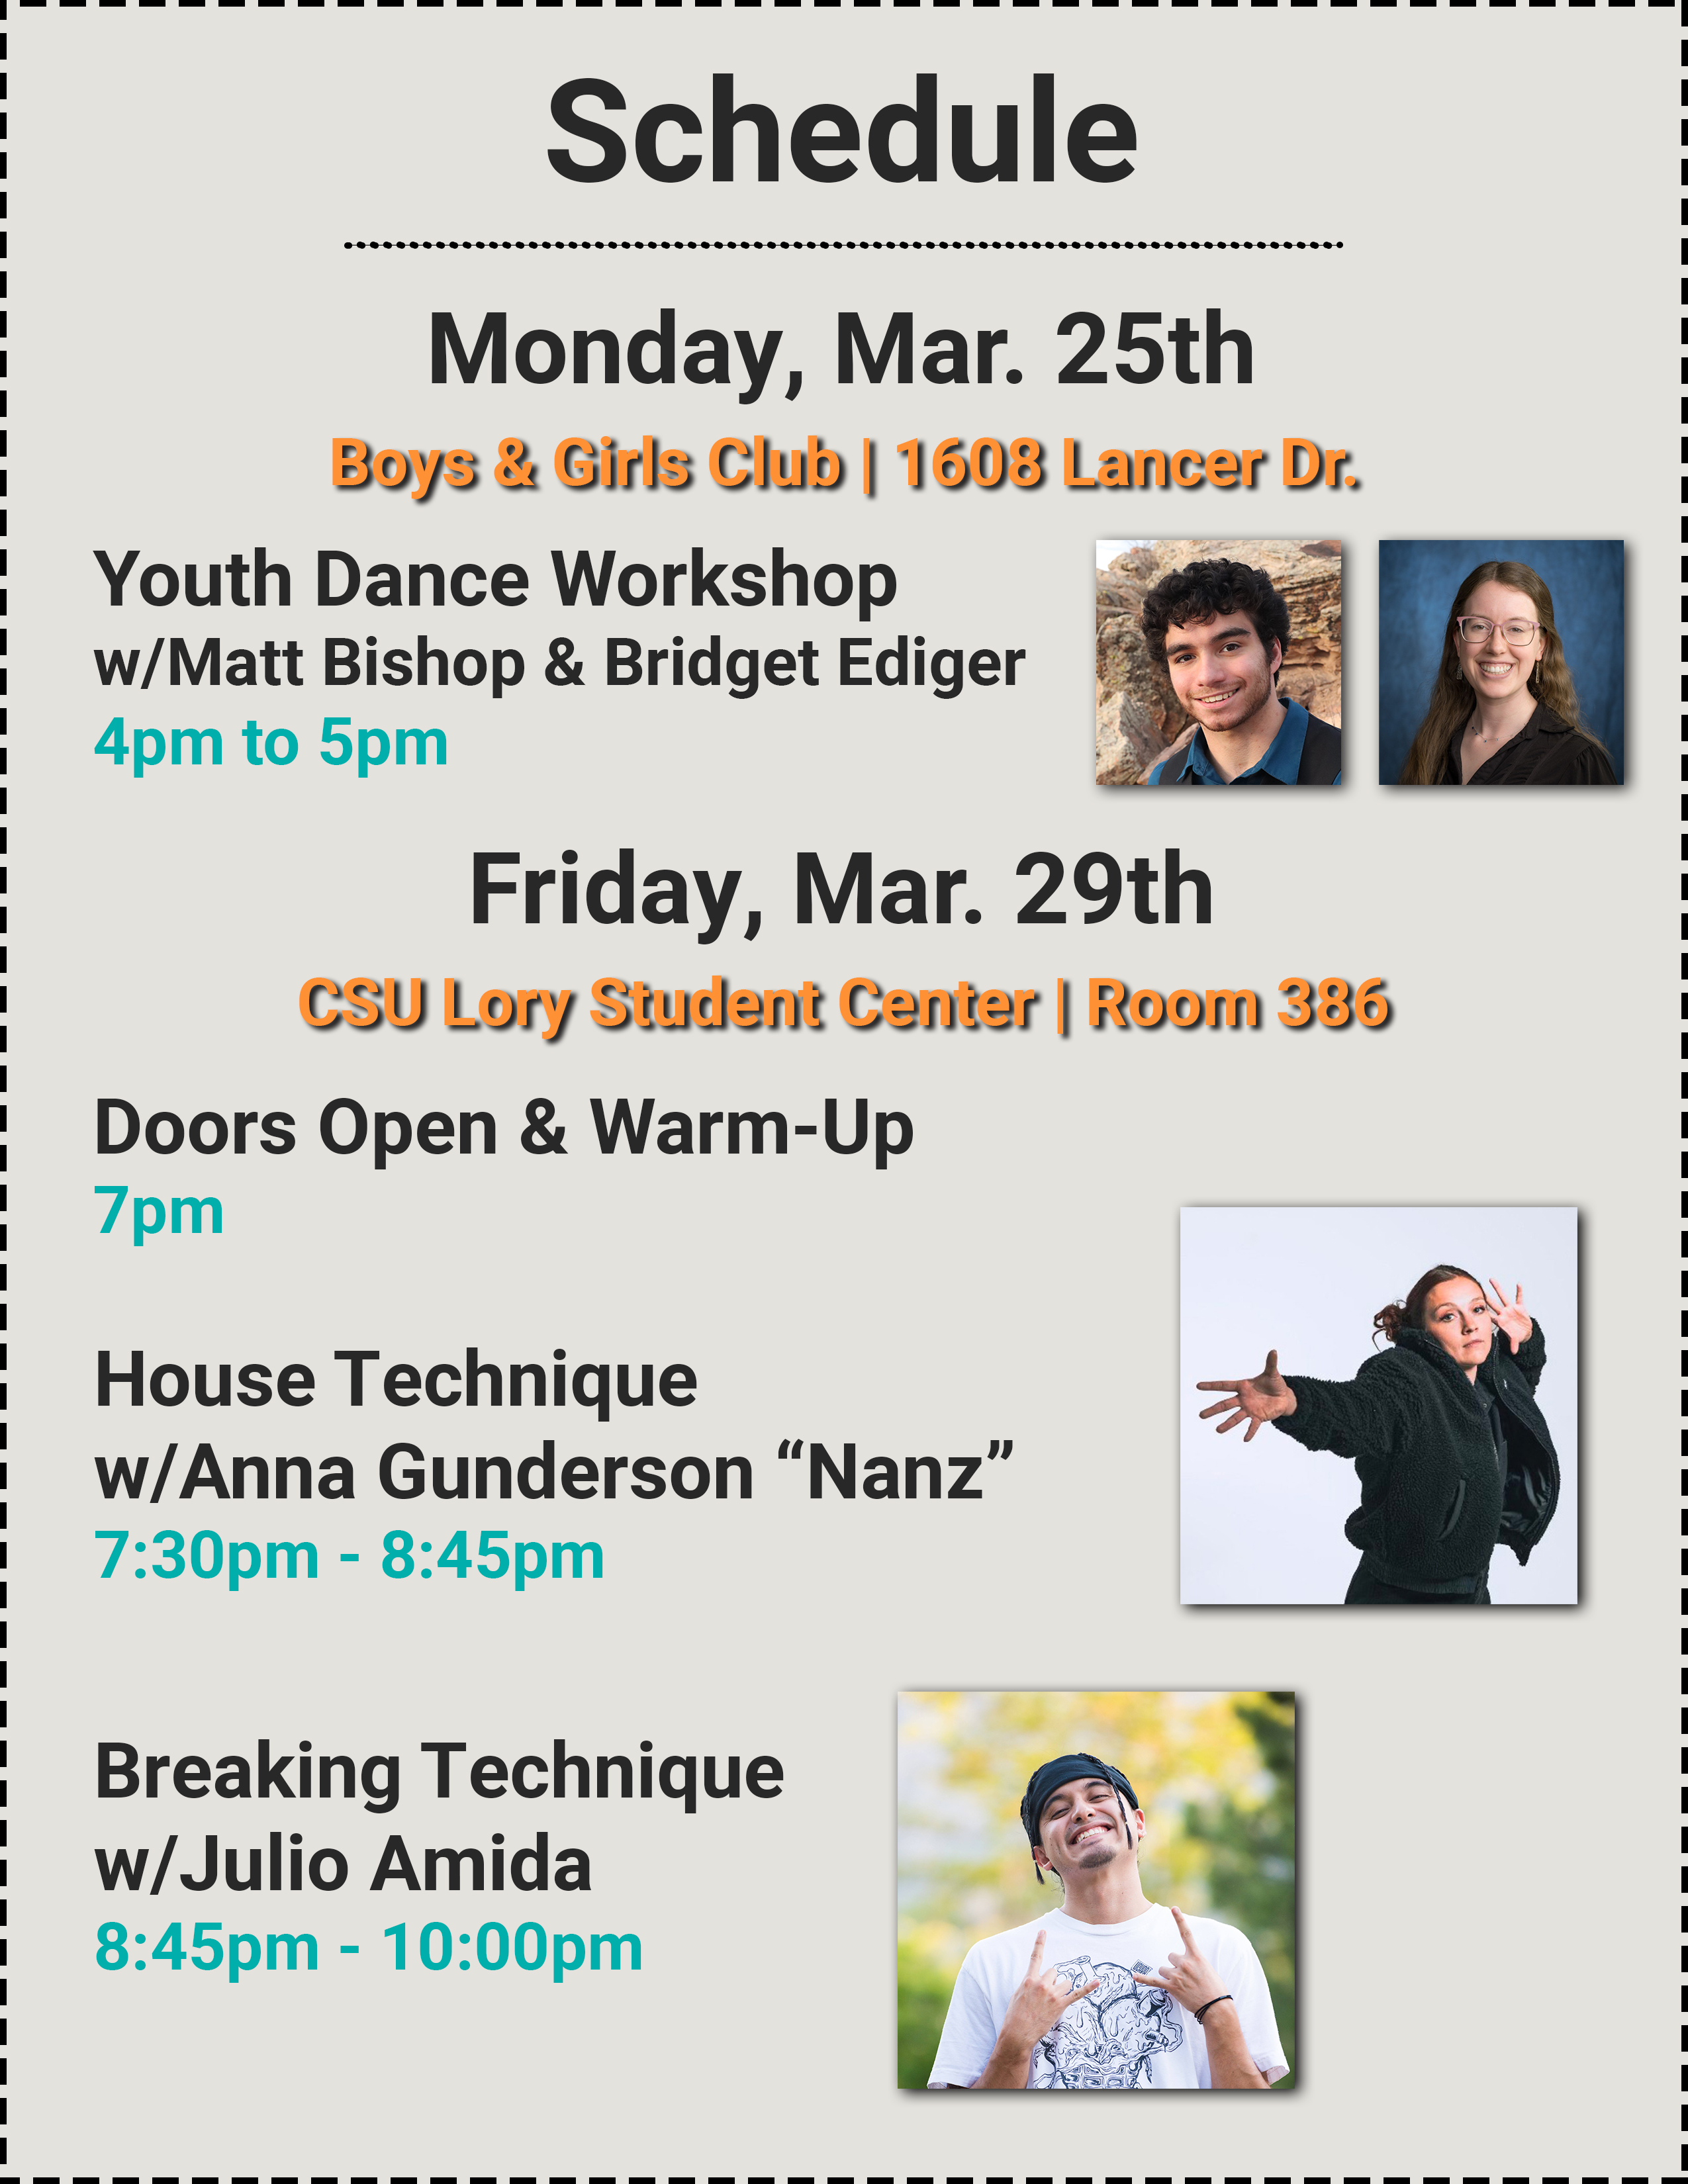 Schedule
Monday, Mar. 25th
Boys & Girls Club | 1608 Lancer Dr.
Youth Dance Workshop
w/Matt Bishop & Bridget Ediger
4pm to 5pm
Friday, Mar. 29th
CSU Lory Student Center | Room 386
Doors Open & Warm-Up
7pm
House Technique
w/Anna Gunderson “Nanz”
7:30pm - 8:45pm
Breaking Technique
w/Julio Amida
8:45pm - 10:00pm